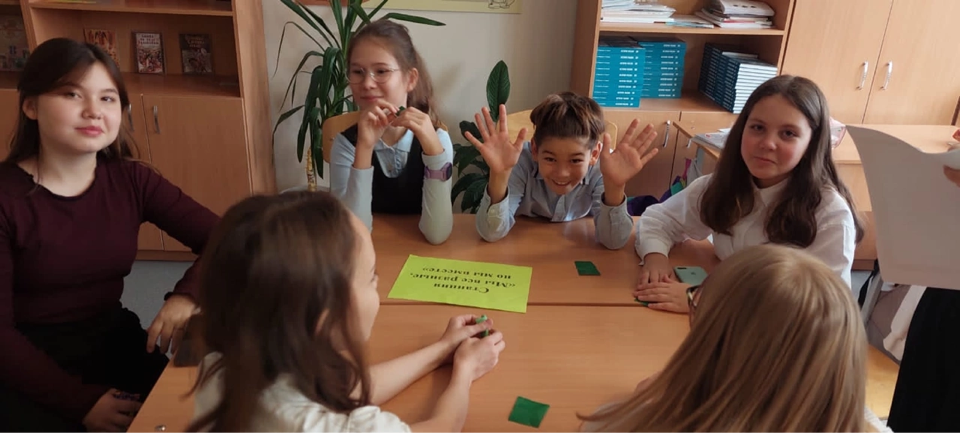 Станция
«Мы все разные,
но мы вместе»